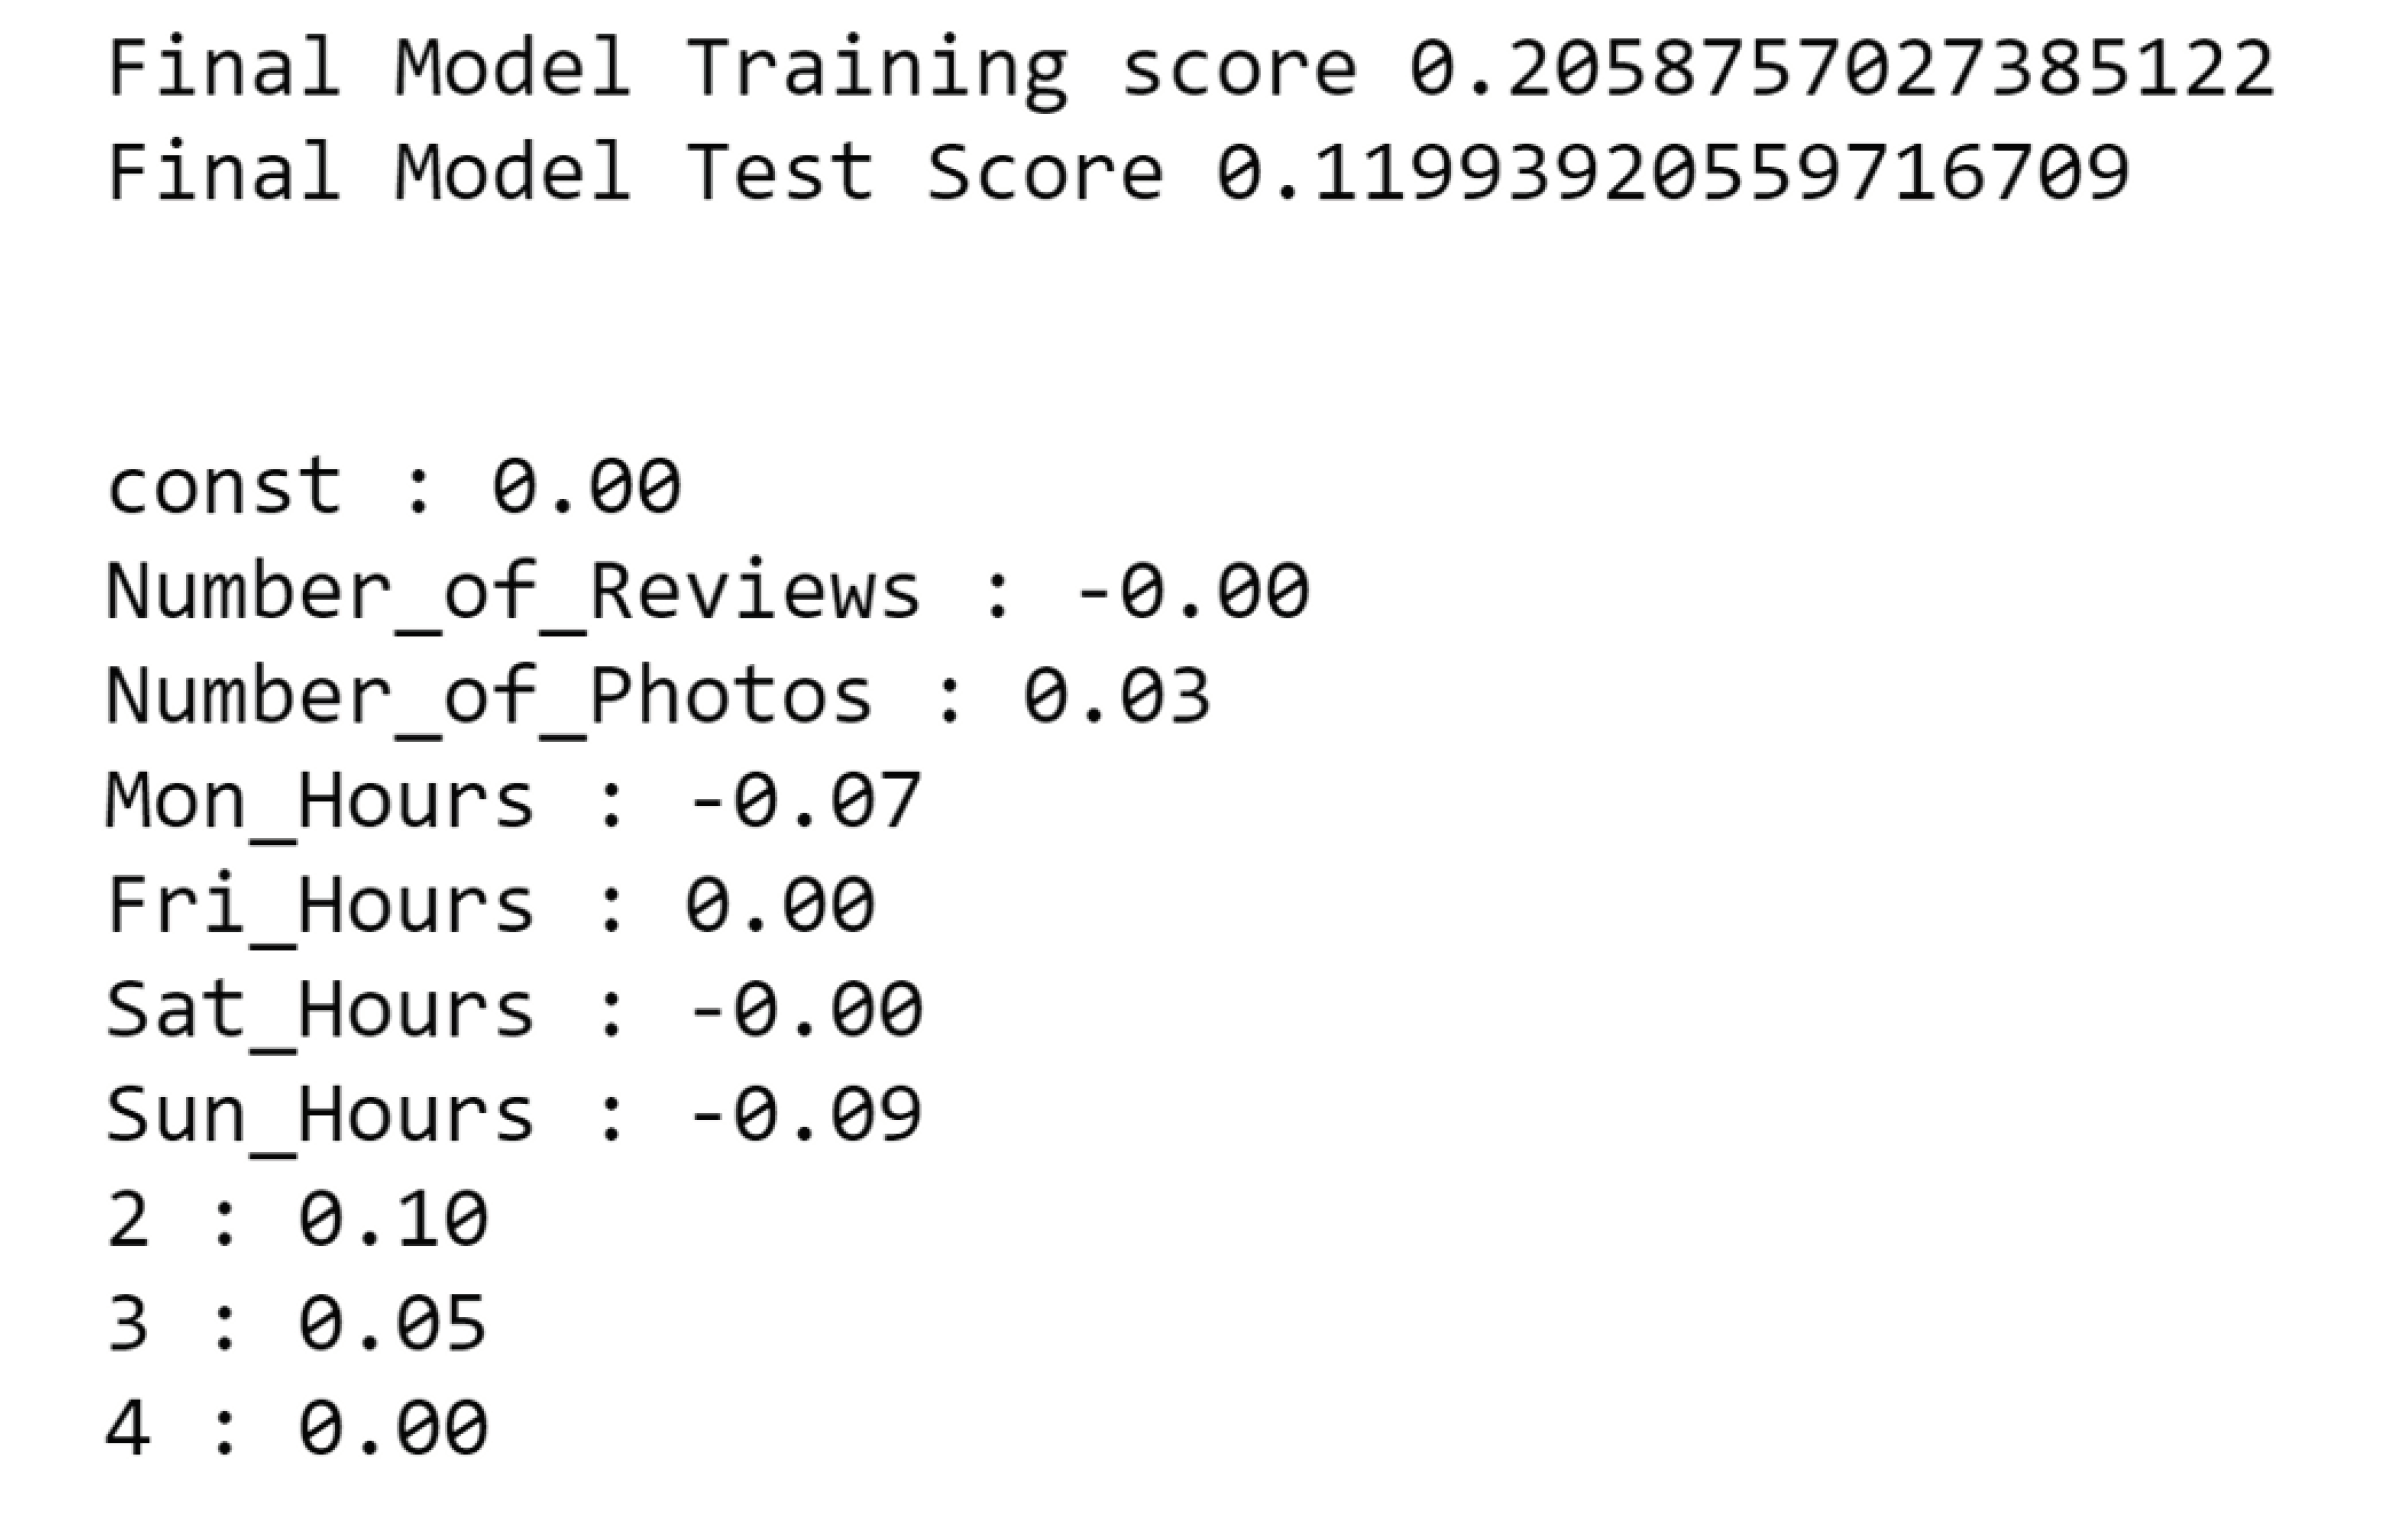 Final Model Training score 0.2058757027385122
Final Model Test Score 0.11993920559716709
const : 0.00
Number_of_Reviews : -0.00
Number_of_Photos : 0.03
Mon_Hours : -0.07
Fri_Hours : 0.00
Sat_Hours : -0.00
Sun_Hours : -0.09
2 : 0.10
3 : 0.05
4 : 0.00